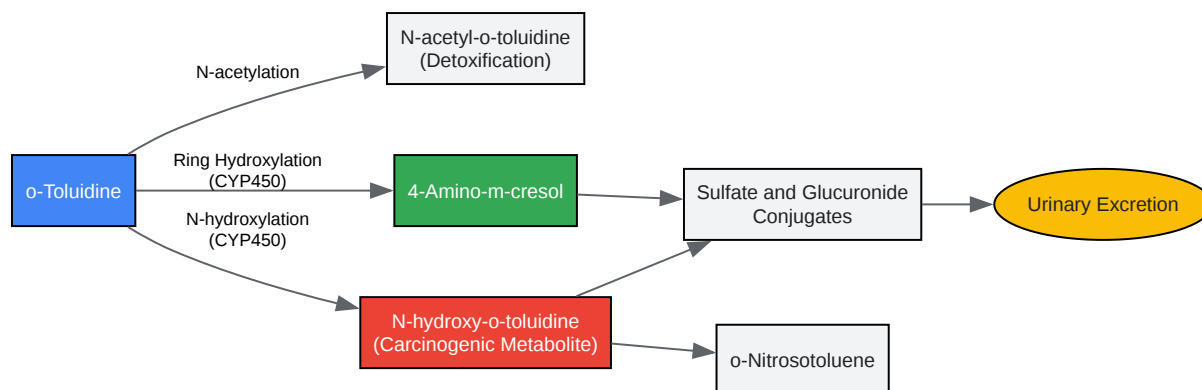 N-acetyl-o-toluidine
(Detoxification)
N-acetylation
o-Toluidine
Ring Hydroxylation
(CYP450)
4-Amino-m-cresol
Sulfate and Glucuronide
Conjugates
Urinary Excretion
N-hydroxylation
(CYP450)
N-hydroxy-o-toluidine
(Carcinogenic Metabolite)
o-Nitrosotoluene